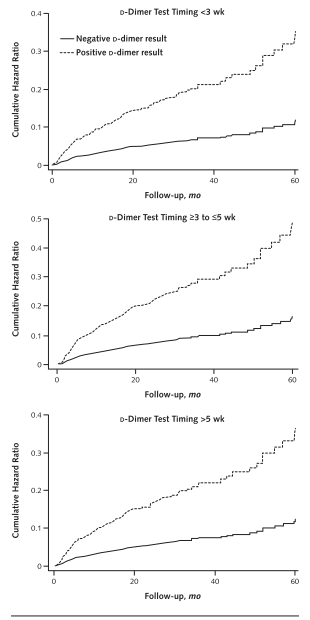 D-Dimer Test Timing <3 wk
0.4
0.3
0.2
0.1
0
Cumulative Hazard Ratio
Negative D-dimer result
Positive D-dimer result
0 20 40 60
Follow-up, mo
D-Dimer Test Timing ≥3 to ≤5 wk
0.5
0.4
0.3
0.2
0.1
0
Cumulative Hazard Ratio
0 20 40 60
Follow-up, mo
D-Dimer Test Timing >5 wk
0.4
0.3
0.2
0.1
0
Cumulative Hazard Ratio
0 20 40 60
Follow-up, mo